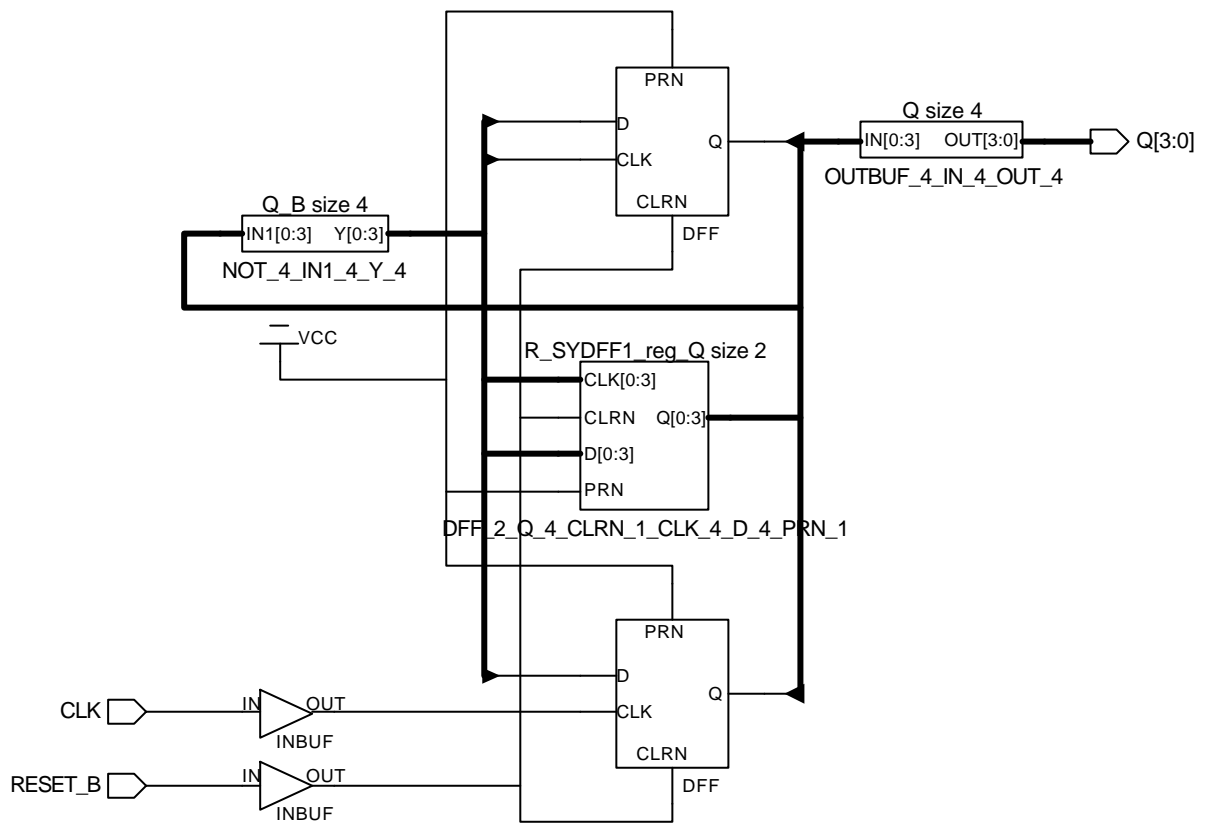 PRN
D
Q
CLK
CLRN
DFF
Q size 4
IN[0:3] OUT[3:0]
OUTBUF_4_IN_4_OUT_4
Q[3:0]
Q_B size 4
IN1[0:3] Y[0:3]
NOT_4_IN1_4_Y_4
VCC
R_SYDFF1_reg_Q size 2
CLK[0:3]
CLRN Q[0:3]
D[0:3]
PRN
DFF_2_Q_4_CLRN_1_CLK_4_D_4_PRN_1
PRN
D
Q
CLK
CLRN
DFF
CLK
IN OUT
INBUF
RESET_B
IN OUT
INBUF